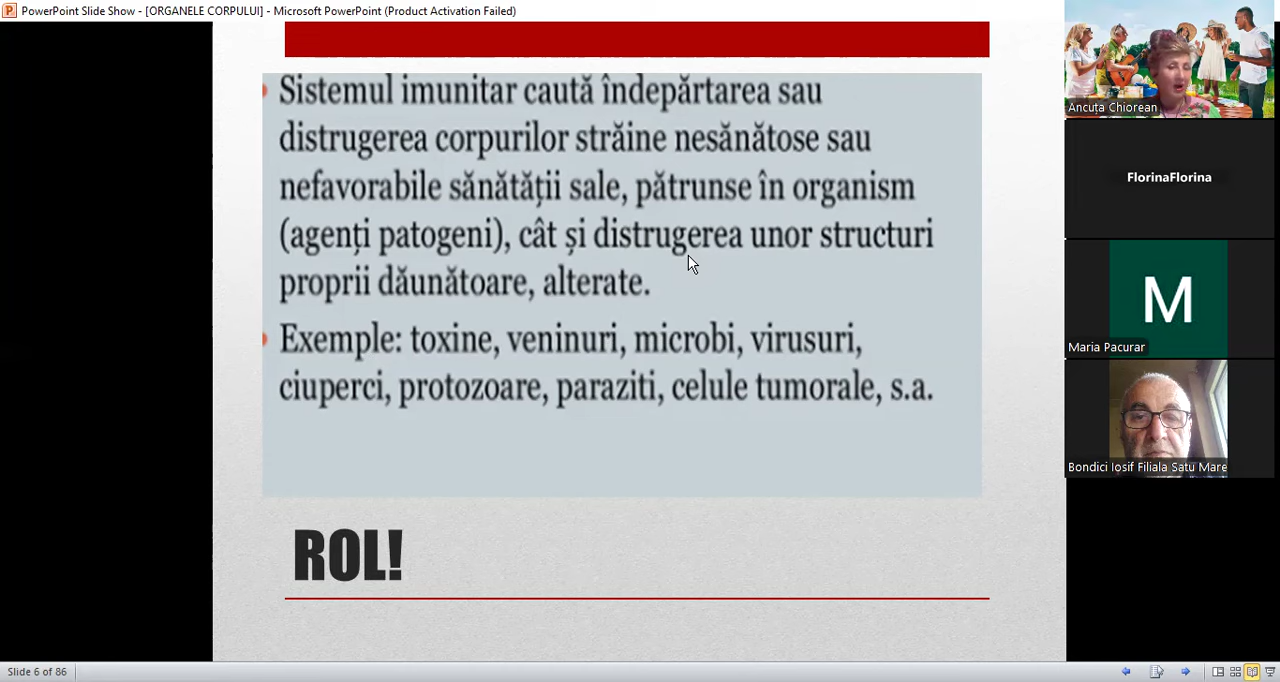 PowerPoint Slide Show - [ORGANELE CORPULUI] - Microsoft PowerPoint (Product Activation Failed)
Sistemul imunitar caută îndepărtarea sau
distrugerea corpurilor străine nesănătose sau
nefavorabile sănătății sale, pătrunse în organism
(agenți patogeni), cât și distrugerea unor structuri
proprii dăunătoare, alterate.
Exemple: toxine, veninuri, microbi, virusuri,
ciuperci, protozoare, paraziti, celule tumorale, s.a.
ROL!
Ancuța Chiorean
FlorinaFlorina
M
Maria Pacurar
Bondici Iosif Filiala Satu Mare
Slide 6 of 86